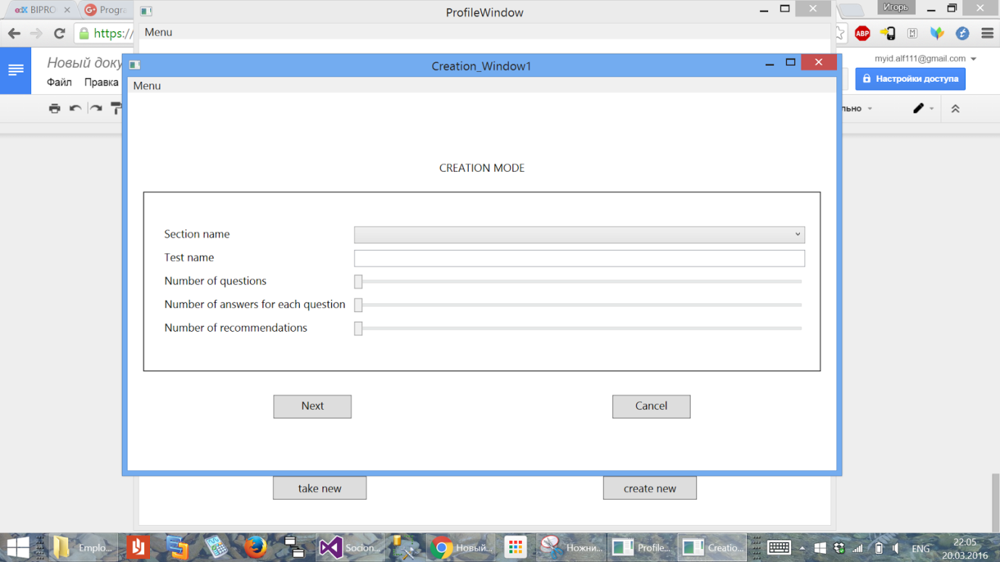 BIPRO
Progra
ProfileWindow
Игорь
https://
Menu
ABP
M
Новый доку
myid.alf111@gmail.com
Файл Правка
Настройки доступа
льно
Creation_Window1
Menu
CREATION MODE
Section name
Test name
Number of questions
Number of answers for each question
Number of recommendations
Next
Cancel
take new
create new
Emplo...
Socion...
Новый...
Ножни...
Profile...
Creatio...
ENG
22:05
20.03.2016